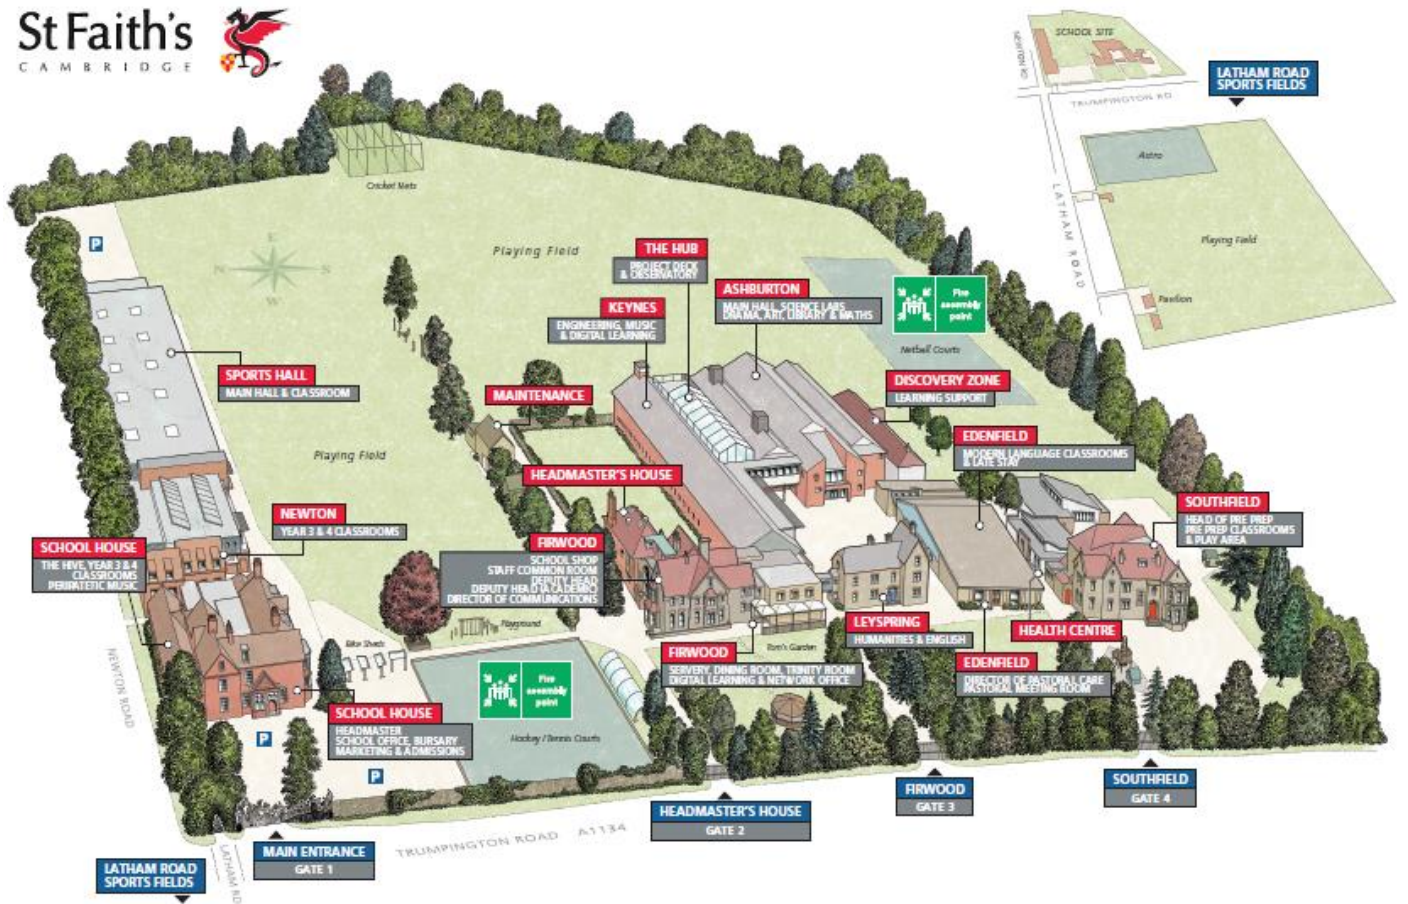 St Faith's
CAMBRIDGE
SCHOOL SITE
NEWTON RD
TRUMPINGTON RD
LATHAM ROAD
SPORTS FIELDS
Astro
LATHAM ROAD
Playing Field
Pavilion
Cricket Nets
P
E
N
S
W
Playing Field
THE HUB
PROJECT DECK
& OBSERVATORY
KEYNES
ENGINEERING, MUSIC
& DIGITAL LEARNING
ASHBURTON
MAIN HALL, SCIENCE LABS
DRAMA, ART, LIBRARY & MATHS
Fire
assembly
point
Netball Courts
SPORTS HALL
MAIN HALL & CLASSROOM
MAINTENANCE
DISCOVERY ZONE
LEARNING SUPPORT
EDENFIELD
MODERN LANGUAGE CLASSROOMS
& LATE STAY
Playing Field
HEADMASTER'S HOUSE
SOUTHFIELD
HEAD OF PRE PREP
PRE PREP CLASSROOMS
& PLAY AREA
NEWTON
YEAR 3 & 4 CLASSROOMS
SCHOOL HOUSE
THE HIVE, YEAR 3 & 4
CLASSROOMS
PERIPATETIC MUSIC
FIRWOOD
SCHOOL SHOP
STAFF COMMON ROOM
DEPUTY HEAD
DEPUTY HEAD (ACADEMIC)
DIRECTOR OF COMMUNICATIONS
Playground
Bike Sheds
LEYSPRING
HUMANITIES & ENGLISH
HEALTH CENTRE
FIRWOOD
SERVERY, DINING ROOM, TRINITY ROOM
DIGITAL LEARNING & NETWORK OFFICE
Tom's Garden
EDENFIELD
DIRECTOR OF PASTORAL CARE
PASTORAL MEETING ROOM
NEWTON ROAD
Fire
assembly
point
SCHOOL HOUSE
HEADMASTER
SCHOOL OFFICE, BURSARY
MARKETING & ADMISSIONS
Hockey / Tennis Courts
P
P
HEADMASTER'S HOUSE
GATE 2
FIRWOOD
GATE 3
SOUTHFIELD
GATE 4
TRUMPINGTON ROAD A1134
MAIN ENTRANCE
GATE 1
LATHAM ROAD
SPORTS FIELDS
LATHAM RD